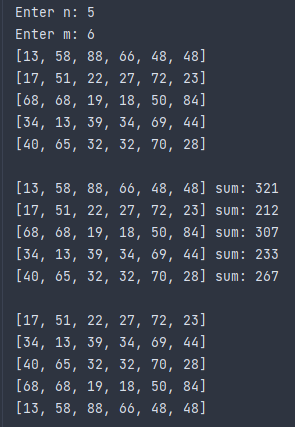 Enter n: 5
Enter m: 6
[13, 58, 88, 66, 48, 48]
[17, 51, 22, 27, 72, 23]
[68, 68, 19, 18, 50, 84]
[34, 13, 39, 34, 69, 44]
[40, 65, 32, 32, 70, 28]
[13, 58, 88, 66, 48, 48] sum: 321
[17, 51, 22, 27, 72, 23] sum: 212
[68, 68, 19, 18, 50, 84] sum: 307
[34, 13, 39, 34, 69, 44] sum: 233
[40, 65, 32, 32, 70, 28] sum: 267
[17, 51, 22, 27, 72, 23]
[34, 13, 39, 34, 69, 44]
[40, 65, 32, 32, 70, 28]
[68, 68, 19, 18, 50, 84]
[13, 58, 88, 66, 48, 48]